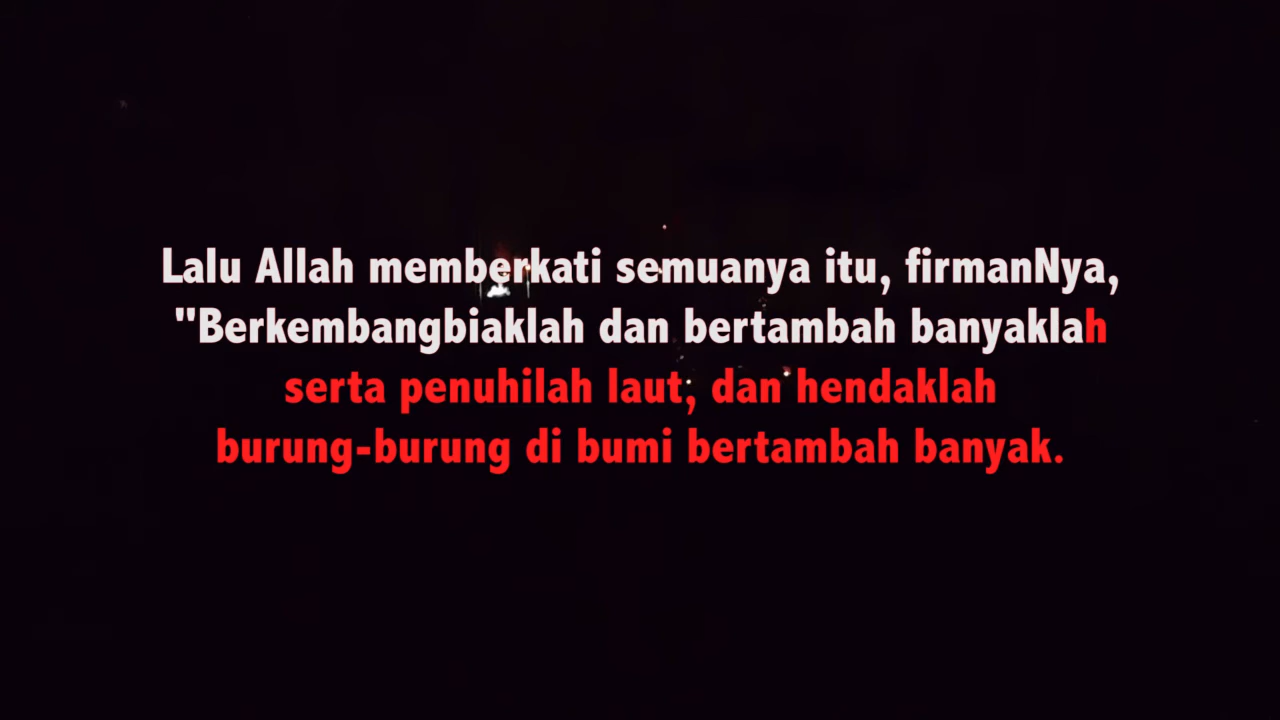 Lalu Allah memberkati semuanya itu, firmanNya,
"Berkembangbiaklah dan bertambah banyaklah
serta penuhilah laut, dan hendaklah
burung-burung di bumi bertambah banyak.